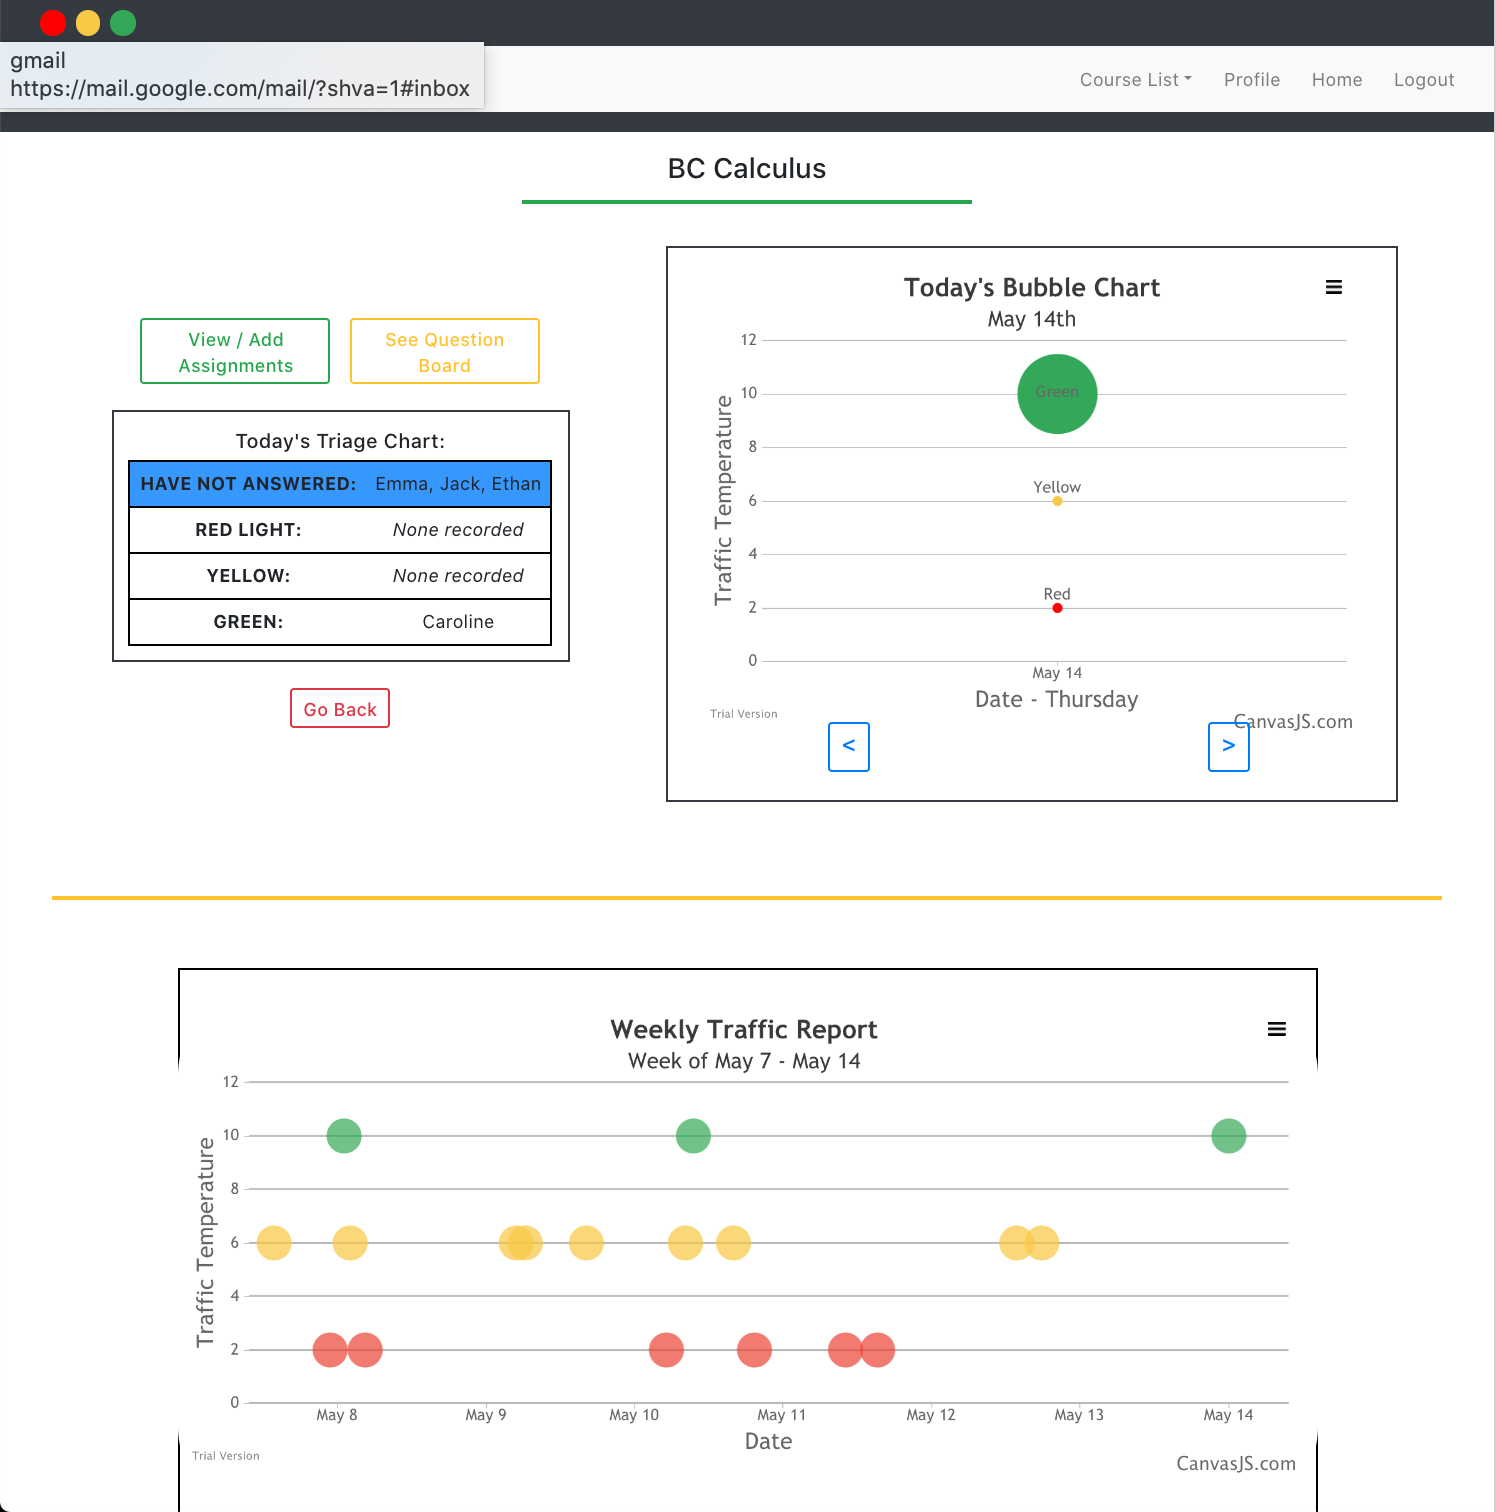 gmail
https://mail.google.com/mail/?shva=1#inbox
Course List Profile Home Logout
BC Calculus
View / Add
Assignments
See Question
Board
Today's Triage Chart:
HAVE NOT ANSWERED: Emma, Jack, Ethan
RED LIGHT: None recorded
YELLOW: None recorded
GREEN: Caroline
Go Back
Today's Bubble Chart
May 14th
Traffic Temperature
12
10
8
6
4
2
0
Green
Yellow
Red
May 14
Date - Thursday
Trial Version
CanvasJS.com
< >
Weekly Traffic Report
Week of May 7 - May 14
Traffic Temperature
12
10
8
6
4
2
0
May 8 May 9 May 10 May 11 May 12 May 13 May 14
Date
Trial Version
CanvasJS.com